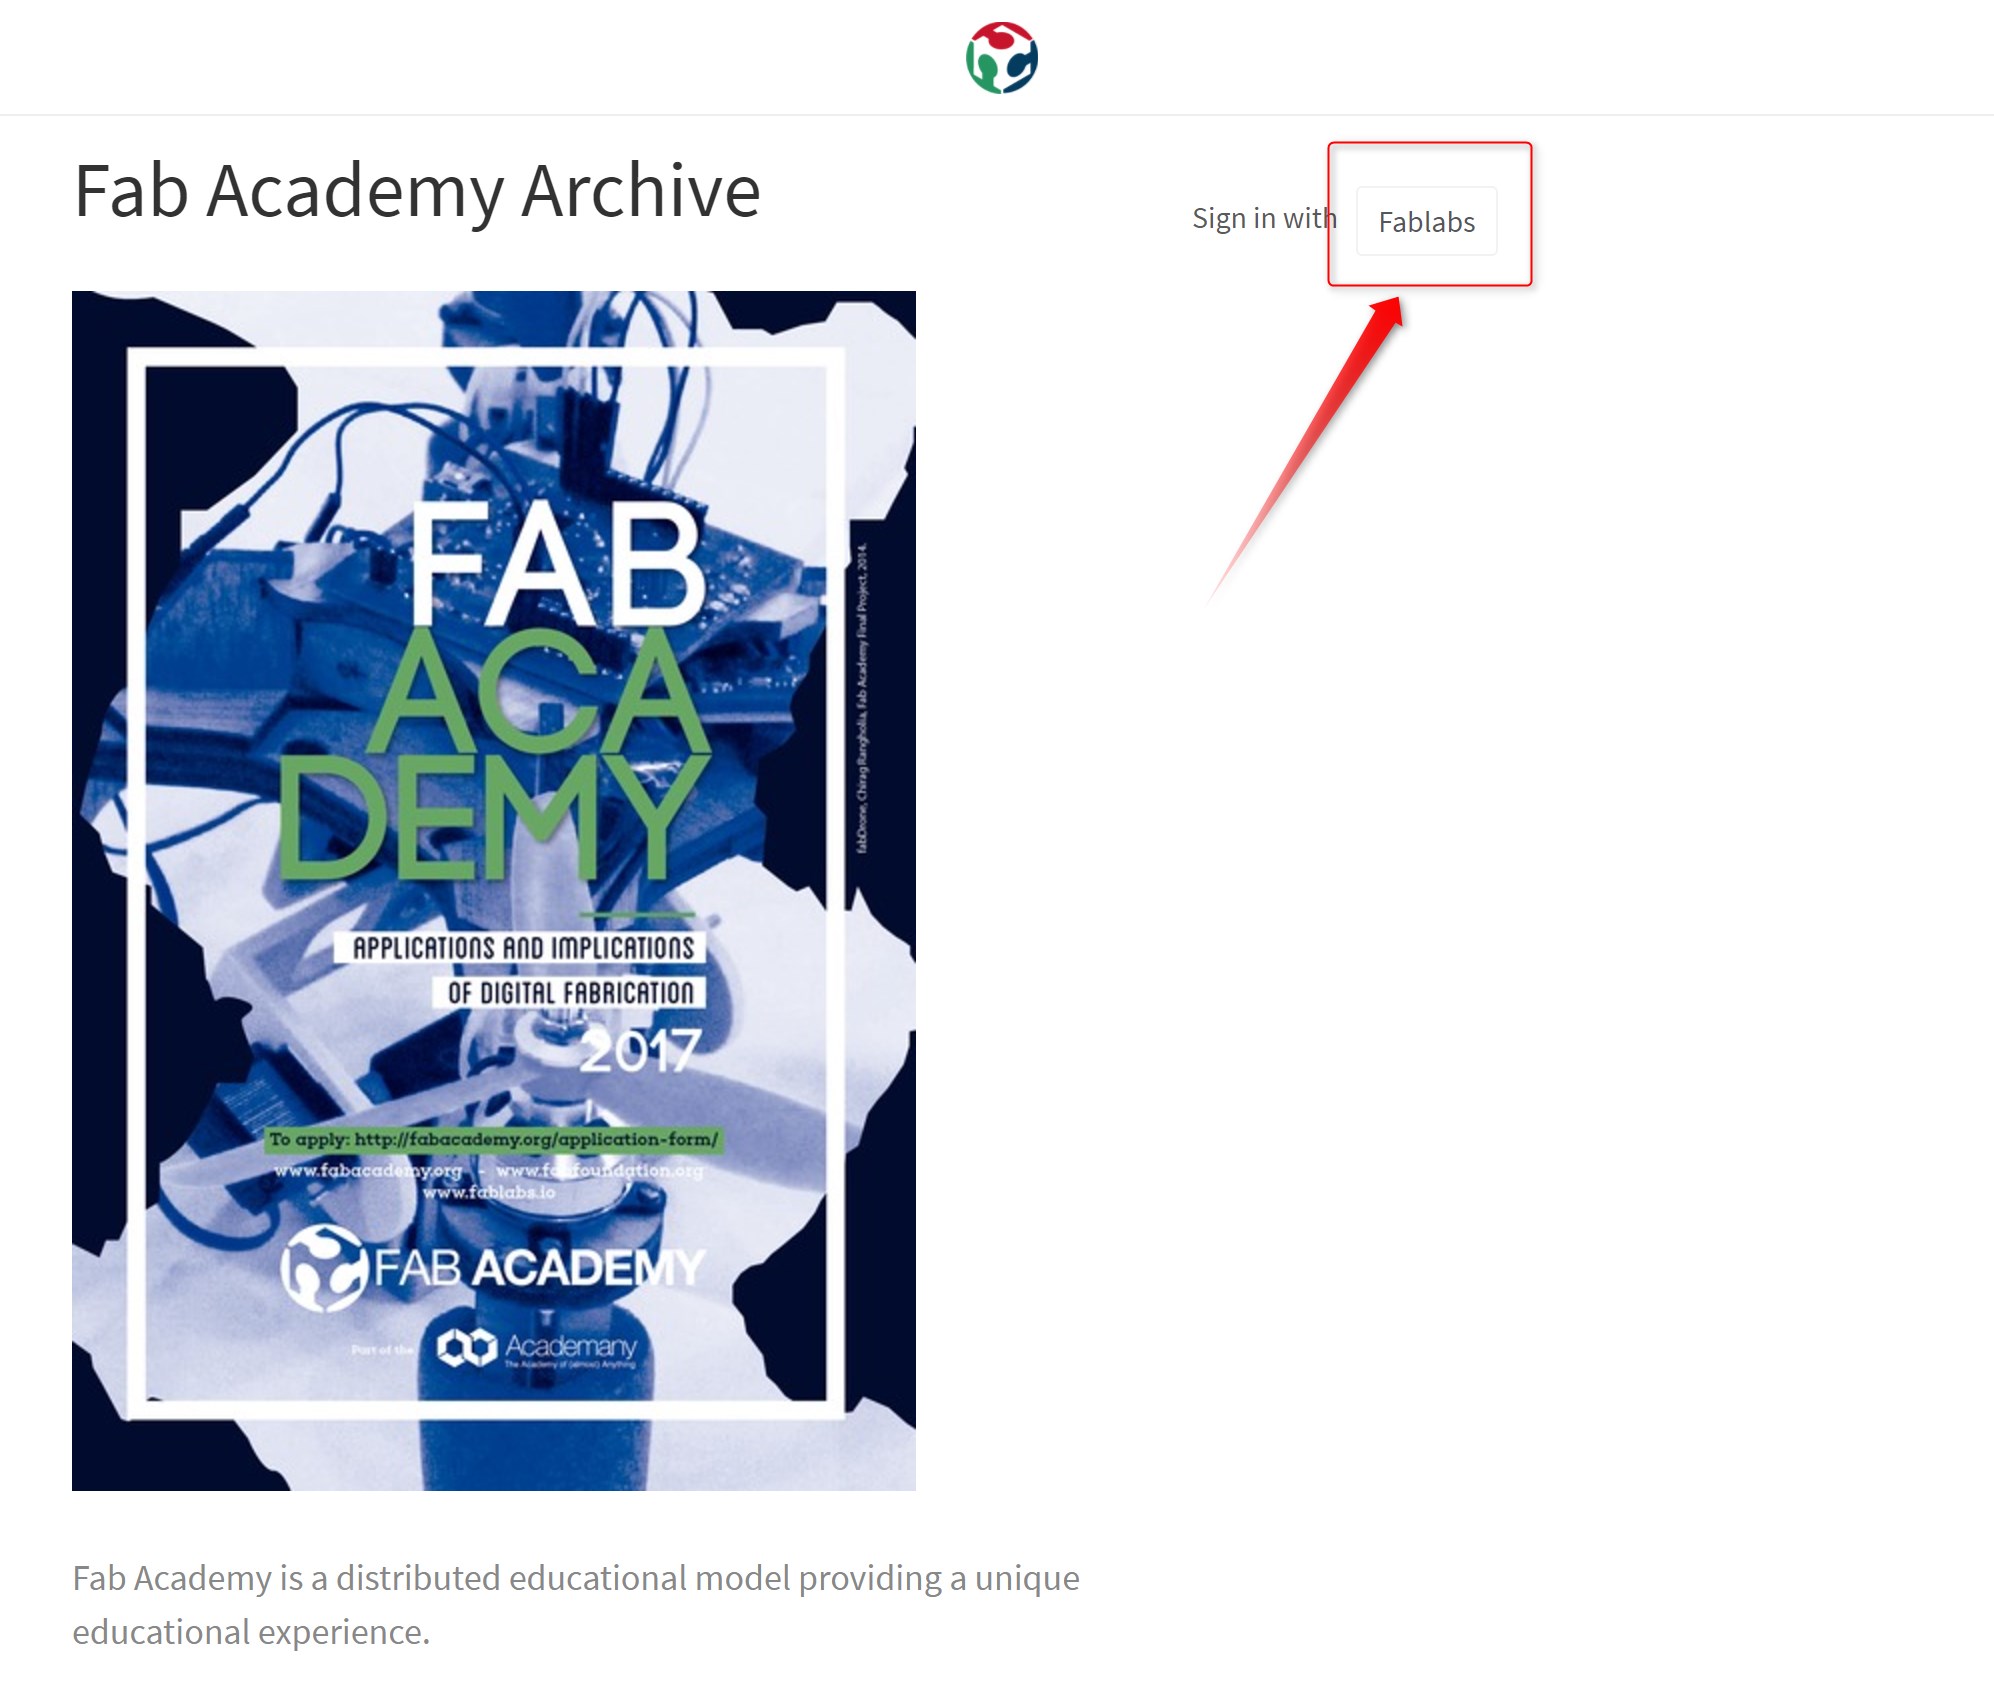 Fab Academy Archive
Sign in with Fablabs
FAB
ACA
DEMY
fabDrone, Chirag Rangholia, Fab Academy Final Project, 2014.
APPLICATIONS AND IMPLICATIONS
OF DIGITAL FABRICATION
2017
To apply: http://fabacademy.org/application-form/
www.fabacademy.org - www.fabfoundation.org
www.fablabs.io
FAB ACADEMY
Part of the
Academany
The Academy of (almost) Anything
Fab Academy is a distributed educational model providing a unique
educational experience.